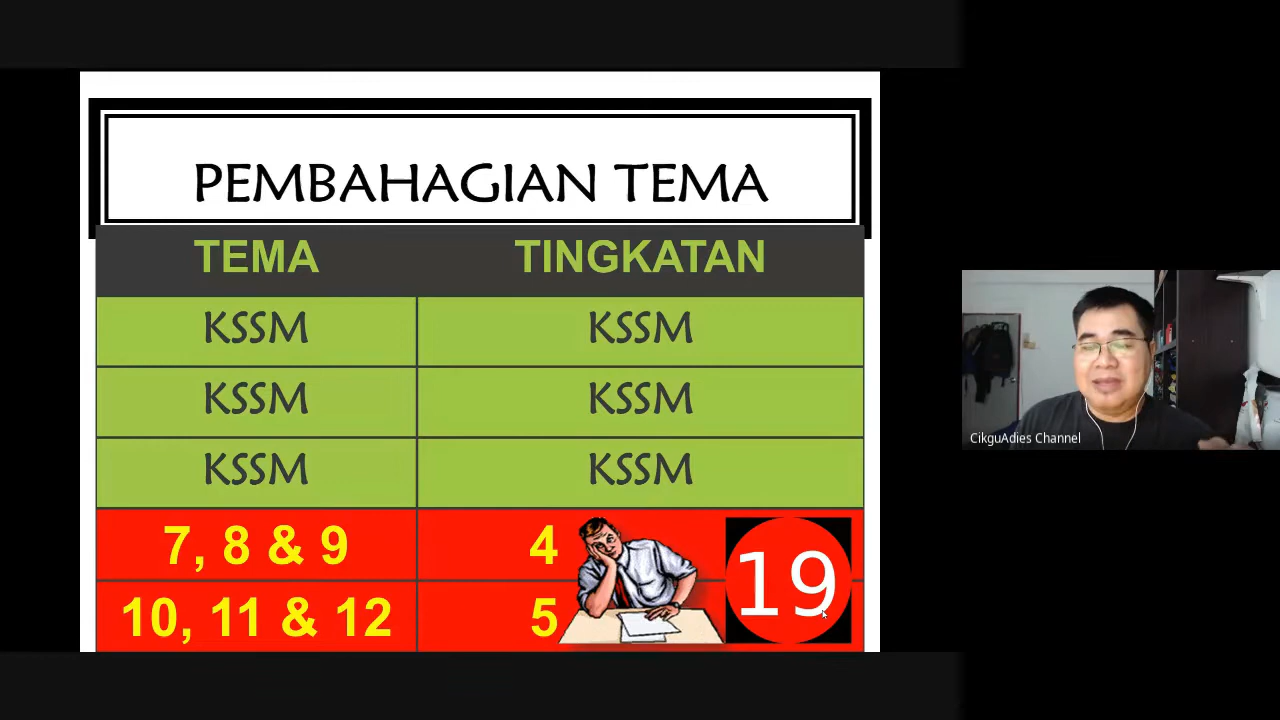 PEMBAHAGIAN TEMA
TEMA TINGKATAN
KSSM KSSM
KSSM KSSM
KSSM KSSM
7, 8 & 9 4
10, 11 & 12 5
19
CikguAdies Channel